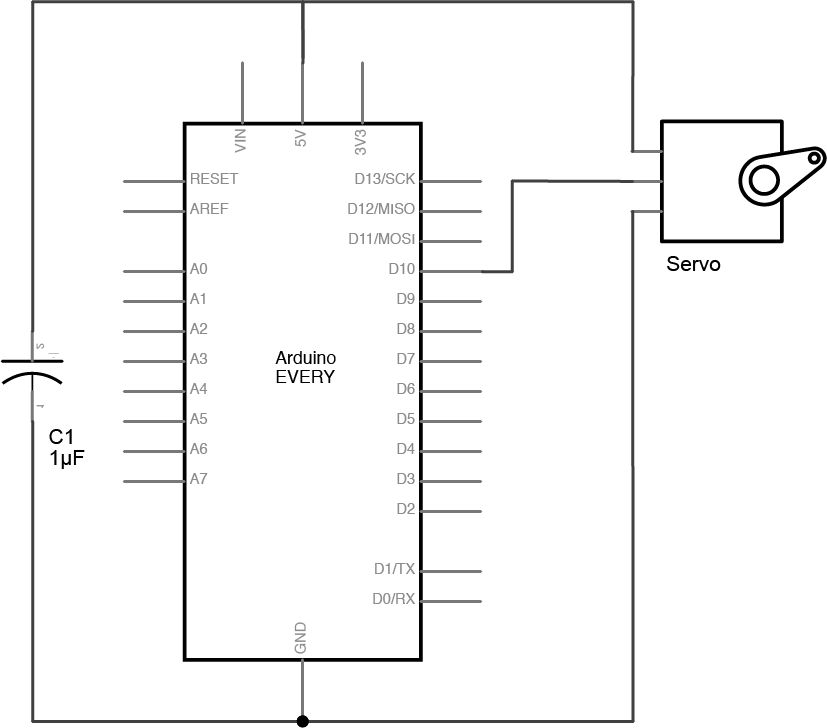 VIN
5V
3V3
RESET
D13/SCK
AREF
D12/MISO
D11/MOSI
A0
D10
A1
D9
A2
D8
A3
D7
A4
D6
A5
D5
A6
D4
A7
D3
D2
D1/TX
D0/RX
GND
Arduino
EVERY
Servo
C1
1µF